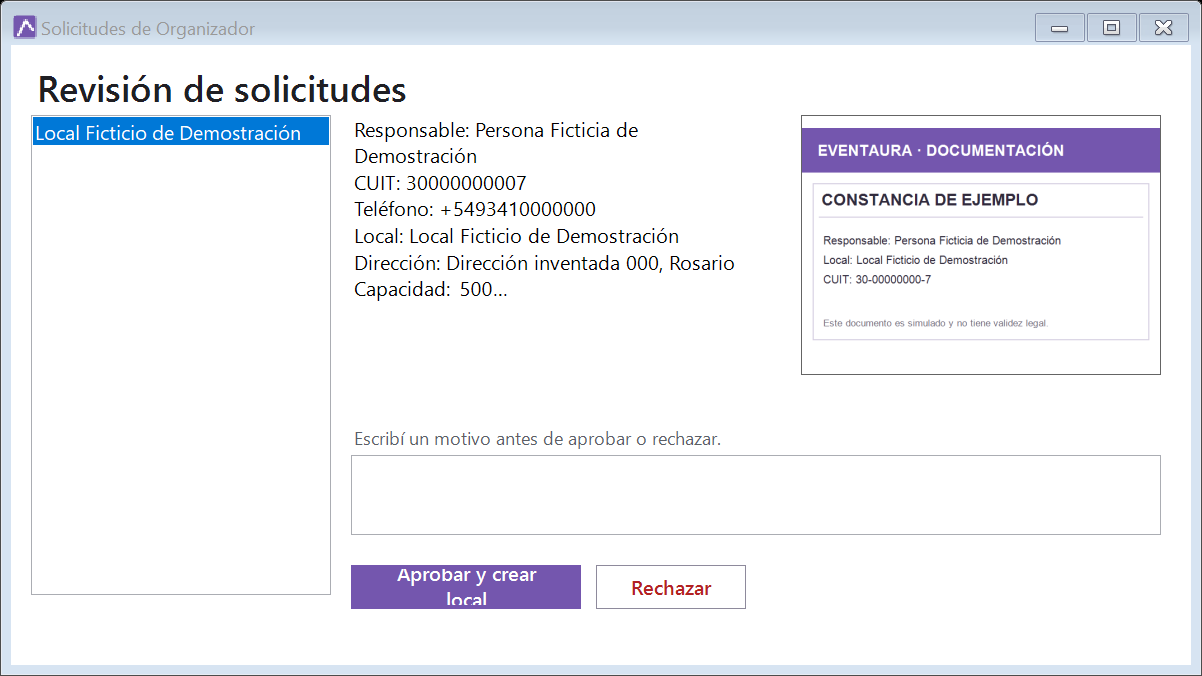 Solicitudes de Organizador
Revisión de solicitudes
Local Ficticio de Demostración
Responsable: Persona Ficticia de
Demostración
CUIT: 30000000007
Teléfono: +5493410000000
Local: Local Ficticio de Demostración
Dirección: Dirección inventada 000, Rosario
Capacidad: 500...
EVENTAURA · DOCUMENTACIÓN
CONSTANCIA DE EJEMPLO
Responsable: Persona Ficticia de Demostración
Local: Local Ficticio de Demostración
CUIT: 30-00000000-7
Este documento es simulado y no tiene validez legal.
Escribí un motivo antes de aprobar o rechazar.
Aprobar y crear
local
Rechazar